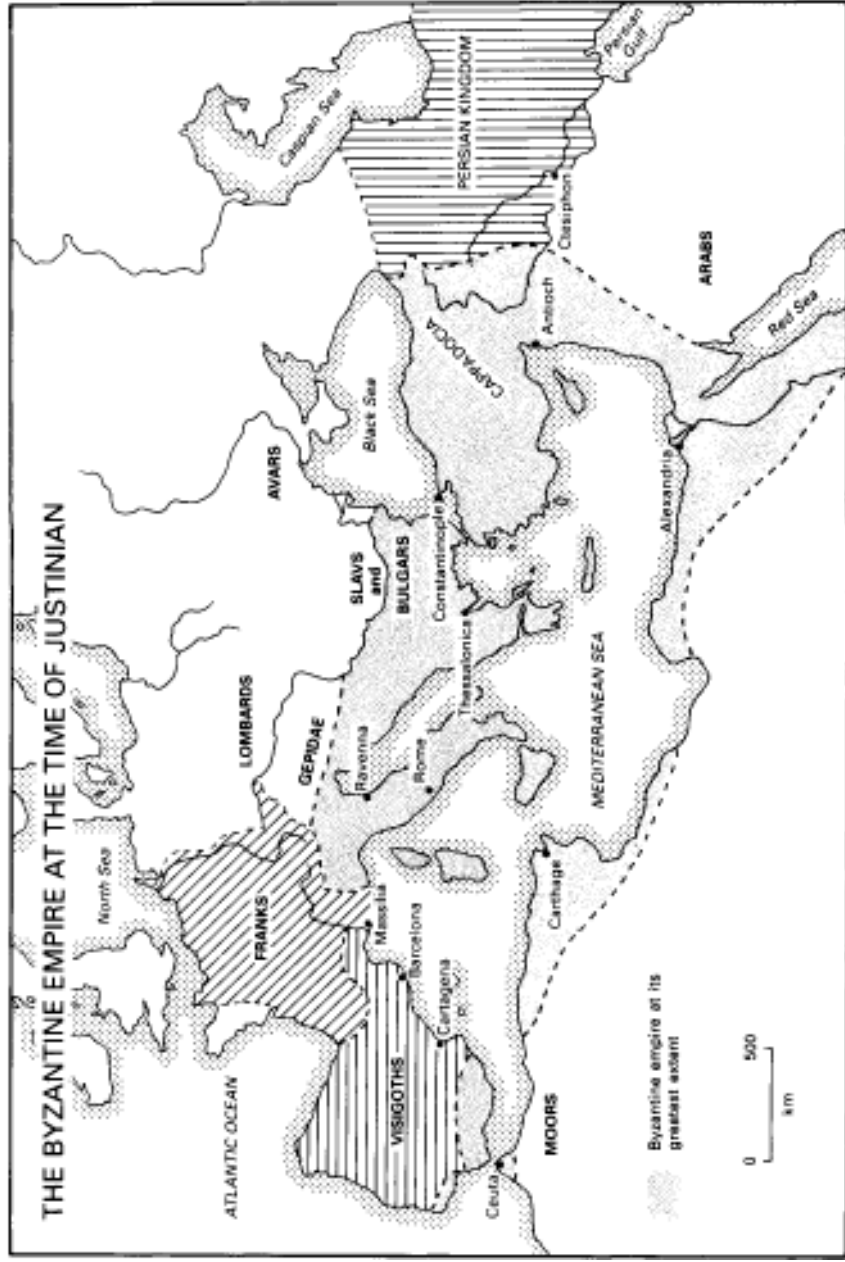 THE BYZANTINE EMPIRE AT THE TIME OF JUSTINIAN
North Sea
ATLANTIC OCEAN
FRANKS
LOMBARDS
GEPIDAE
AVARS
SLAVS
and
BULGARS
Black Sea
Caspian Sea
VISIGOTHS
Massilia
Barcelona
Cartagena
Ravenna
Rome
Thessalonica
Constantinople
CAPPADOCIA
PERSIAN KINGDOM
Persian
Gulf
Ctesiphon
Antioch
Ceuta
MOORS
Carthage
MEDITERRANEAN SEA
Alexandria
ARABS
Red Sea
Byzantine empire at its
greatest extent
0
500
km